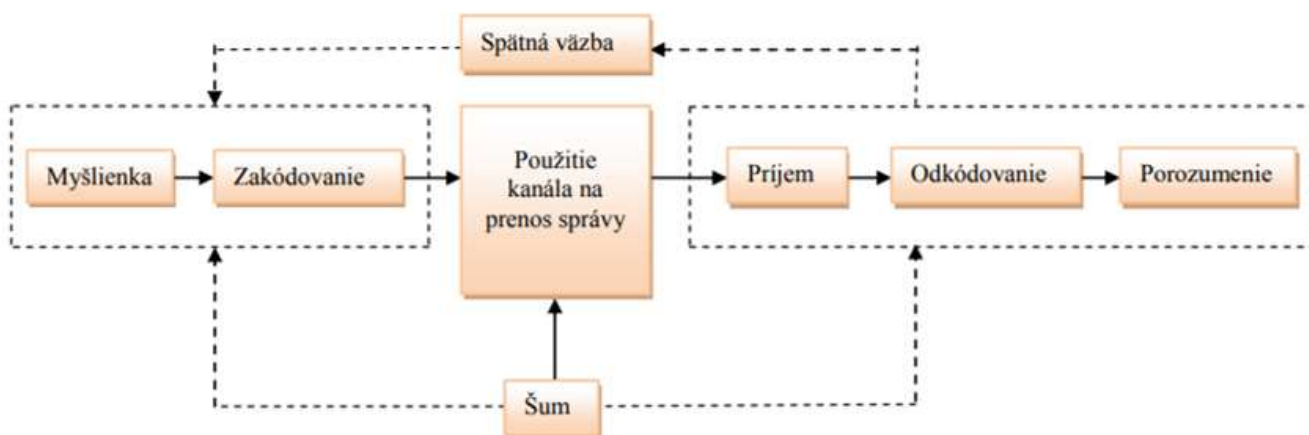 Spätná väzba
Myšlienka
Zakódovanie
Použitie
kanála na
prenos správy
Príjem
Odkódovanie
Porozumenie
Šum